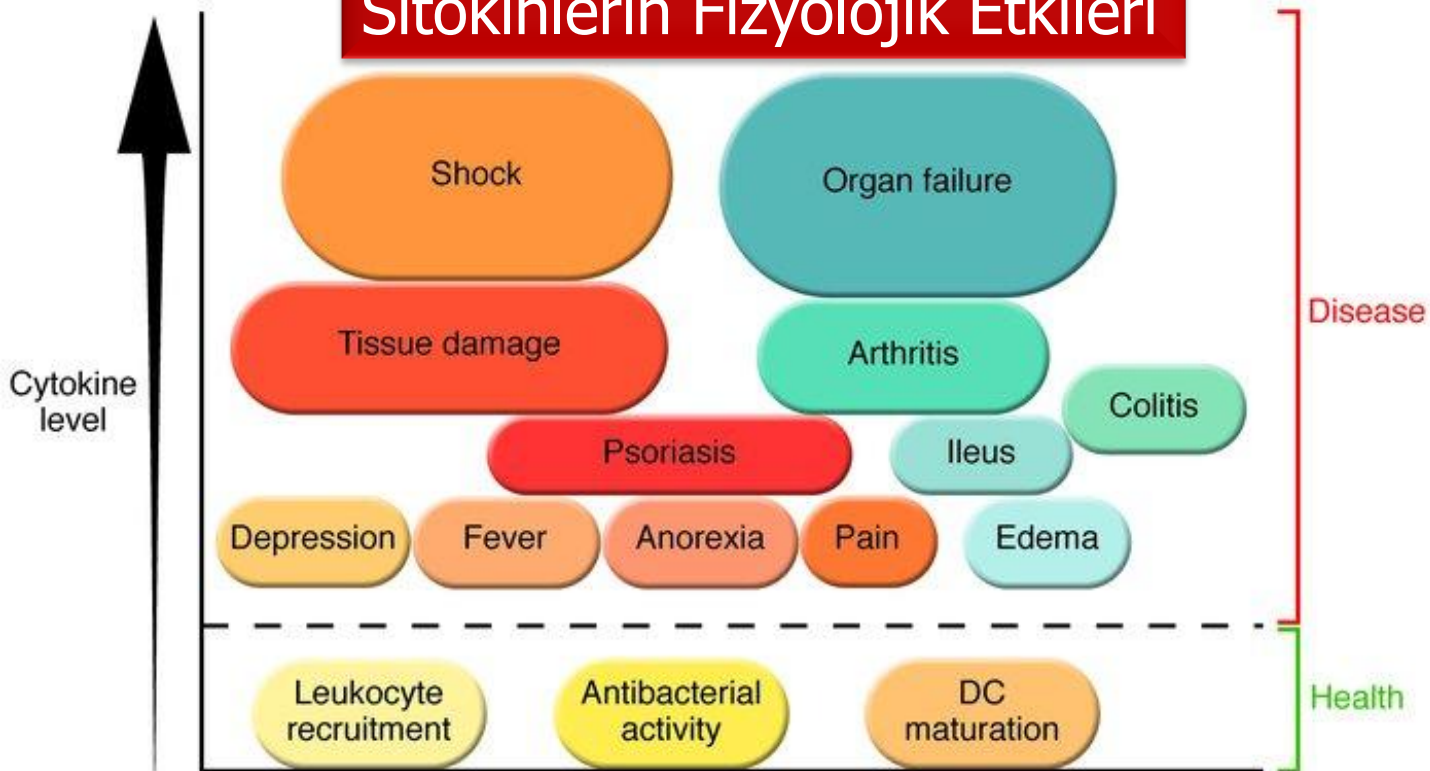 Sitokinlerin Fizyolojik Etkileri
Shock
Organ failure
Disease
Tissue damage
Arthritis
Cytokine
level
Colitis
Psoriasis
Ileus
Depression
Fever
Anorexia
Pain
Edema
Leukocyte
recruitment
Antibacterial
activity
DC
maturation
Health